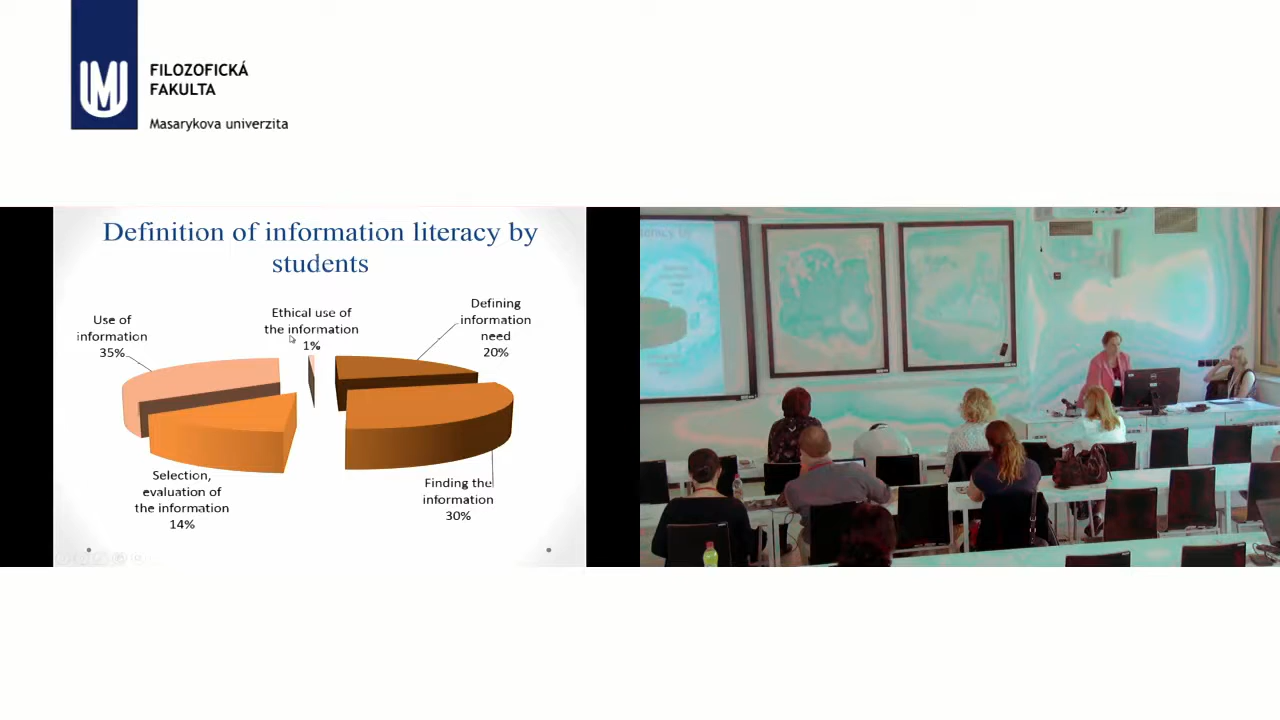 FILOZOFICKÁ
FAKULTA
Masarykova univerzita
Definition of information literacy by
students
Use of
information
35%
Ethical use of
the information
1%
Defining
information
need
20%
Selection,
evaluation of
the information
14%
Finding the
information
30%